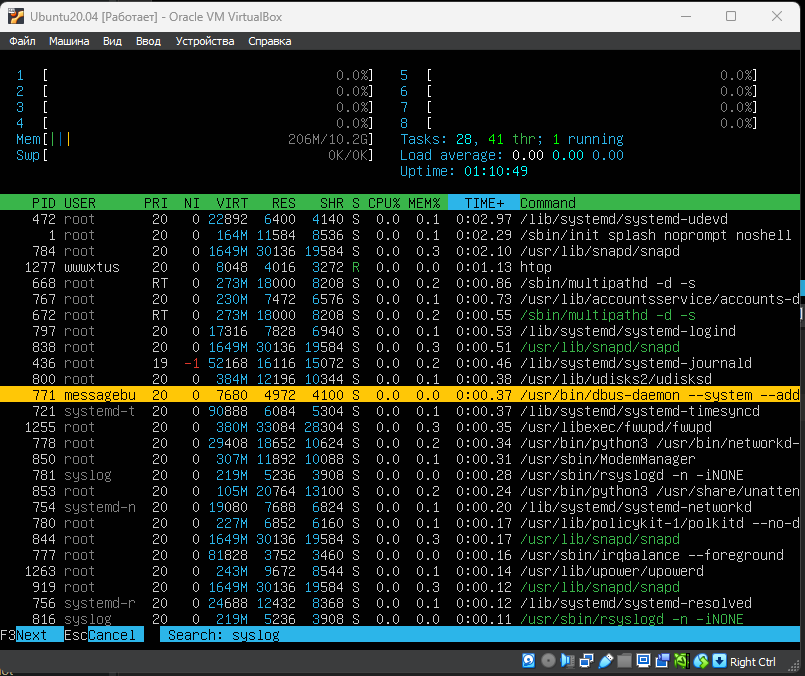 Ubuntu20.04 [Работает] - Oracle VM VirtualBox
Файл Машина Вид Ввод Устройства Справка
1 [ 0.0%] 5 [ 0.0%]
2 [ 0.0%] 6 [ 0.0%]
3 [ 0.0%] 7 [ 0.0%]
4 [ 0.0%] 8 [ 0.0%]
Mem[||| 206M/10.2G] Tasks: 28, 41 thr; 1 running
Swp[ 0K/0K] Load average: 0.00 0.00 0.00
Uptime: 01:10:49
PID USER PRI NI VIRT RES SHR S CPU% MEM% TIME+ Command
472 root 20 0 22892 6400 4140 S 0.0 0.1 0:02.97 /lib/systemd/systemd-udevd
1 root 20 0 164M 11584 8536 S 0.0 0.1 0:02.29 /sbin/init splash noprompt noshell
784 root 20 0 1649M 30136 19584 S 0.0 0.3 0:02.10 /usr/lib/snapd/snapd
1277 wwwxtus 20 0 8048 4016 3272 R 0.0 0.0 0:01.13 htop
668 root RT 0 273M 18000 8208 S 0.0 0.2 0:00.86 /sbin/multipathd -d -s
767 root 20 0 230M 7472 6576 S 0.0 0.1 0:00.73 /usr/lib/accountsservice/accounts-d
672 root RT 0 273M 18000 8208 S 0.0 0.2 0:00.55 /sbin/multipathd -d -s
797 root 20 0 17316 7828 6940 S 0.0 0.1 0:00.53 /lib/systemd/systemd-logind
838 root 20 0 1649M 30136 19584 S 0.0 0.3 0:00.51 /usr/lib/snapd/snapd
436 root 19 -1 52168 16116 15072 S 0.0 0.2 0:00.46 /lib/systemd/systemd-journald
800 root 20 0 384M 12196 10344 S 0.0 0.1 0:00.38 /usr/lib/udisks2/udisksd
771 messagebu 20 0 7680 4972 4100 S 0.0 0.0 0:00.37 /usr/bin/dbus-daemon --system --add
721 systemd-t 20 0 90888 6084 5304 S 0.0 0.1 0:00.37 /lib/systemd/systemd-timesyncd
1255 root 20 0 380M 33084 28304 S 0.0 0.3 0:00.35 /usr/libexec/fwupd/fwupd
778 root 20 0 29408 18652 10624 S 0.0 0.2 0:00.34 /usr/bin/python3 /usr/bin/networkd-
850 root 20 0 307M 11892 10088 S 0.0 0.1 0:00.31 /usr/sbin/ModemManager
781 syslog 20 0 219M 5236 3908 S 0.0 0.0 0:00.28 /usr/sbin/rsyslogd -n -iNONE
853 root 20 0 105M 20764 13100 S 0.0 0.2 0:00.24 /usr/bin/python3 /usr/share/unatten
754 systemd-n 20 0 19080 7688 6824 S 0.0 0.1 0:00.20 /lib/systemd/systemd-networkd
780 root 20 0 227M 6852 6160 S 0.0 0.1 0:00.17 /usr/lib/policykit-1/polkitd --no-d
844 root 20 0 1649M 30136 19584 S 0.0 0.3 0:00.17 /usr/lib/snapd/snapd
777 root 20 0 81828 3752 3460 S 0.0 0.0 0:00.16 /usr/sbin/irqbalance --foreground
1263 root 20 0 243M 9672 8544 S 0.0 0.1 0:00.14 /usr/lib/upower/upowerd
919 root 20 0 1649M 30136 19584 S 0.0 0.3 0:00.12 /usr/lib/snapd/snapd
756 systemd-r 20 0 24688 12432 8368 S 0.0 0.1 0:00.12 /lib/systemd/systemd-resolved
816 syslog 20 0 219M 5236 3908 S 0.0 0.0 0:00.11 /usr/sbin/rsyslogd -n -iNONE
F3Next EscCancel Search: syslog
Right Ctrl